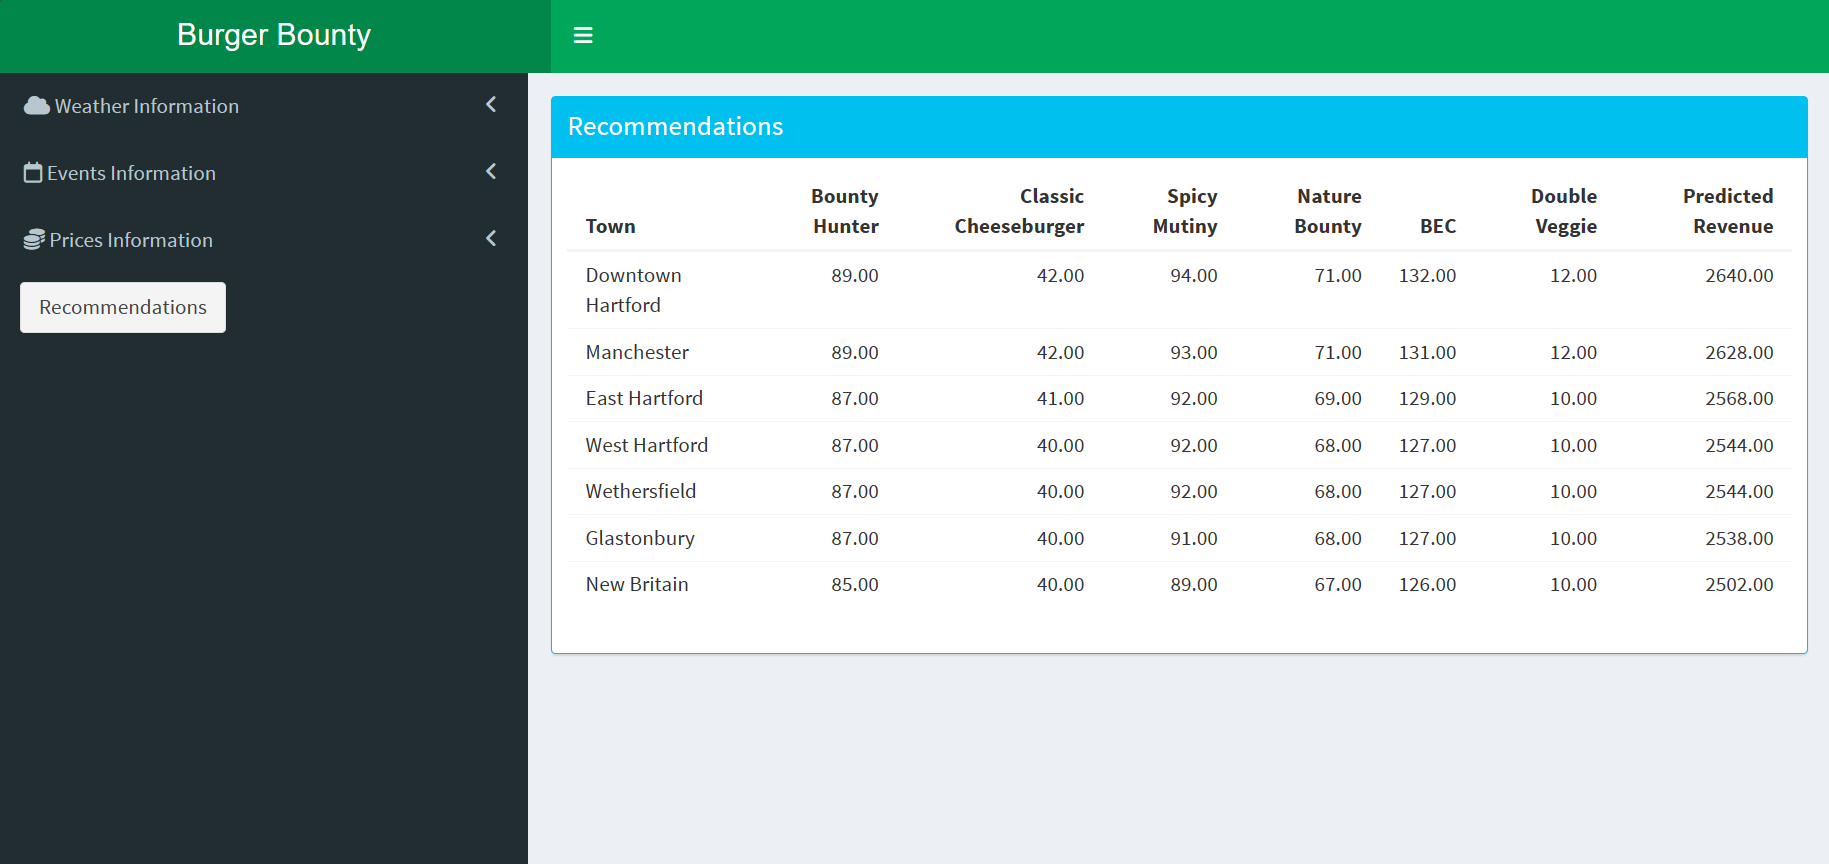 Burger Bounty
Weather Information
Events Information
Prices Information
Recommendations
Recommendations
Town Bounty Hunter Classic Cheeseburger Spicy Mutiny Nature Bounty BEC Double Veggie Predicted Revenue
Downtown Hartford 89.00 42.00 94.00 71.00 132.00 12.00 2640.00
Manchester 89.00 42.00 93.00 71.00 131.00 12.00 2628.00
East Hartford 87.00 41.00 92.00 69.00 129.00 10.00 2568.00
West Hartford 87.00 40.00 92.00 68.00 127.00 10.00 2544.00
Wethersfield 87.00 40.00 92.00 68.00 127.00 10.00 2544.00
Glastonbury 87.00 40.00 91.00 68.00 127.00 10.00 2538.00
New Britain 85.00 40.00 89.00 67.00 126.00 10.00 2502.00